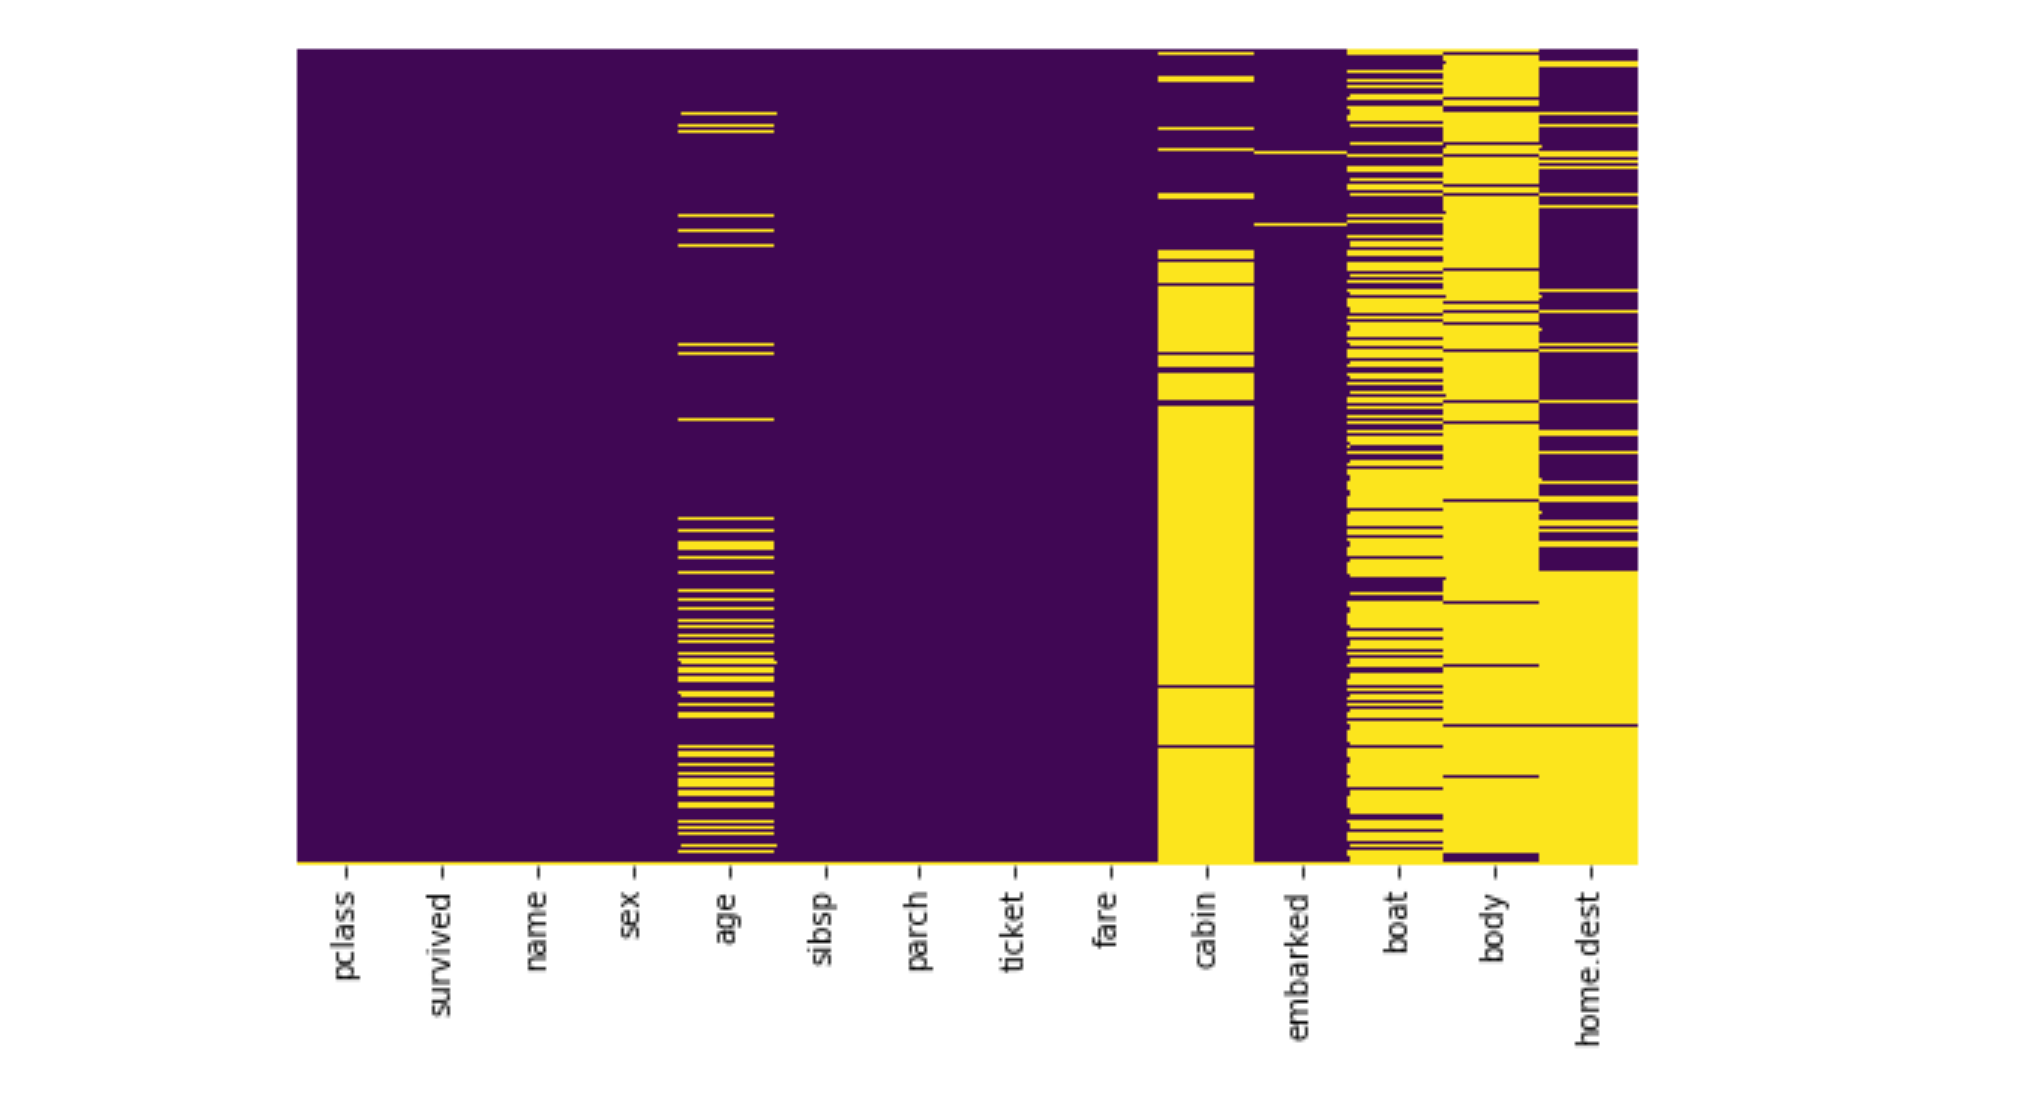 pclass
survived
name
sex
age
sibsp
parch
ticket
fare
cabin
embarked
boat
body
home.dest